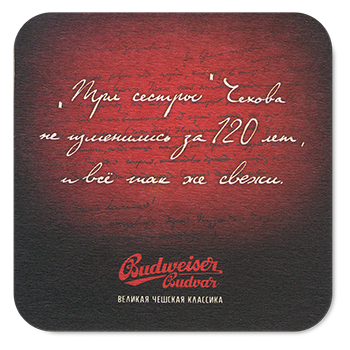 „Три сестры" Чехова
не изменились за 120 лет,
и всё так же свежи.
Budweiser
Budvar
ВЕЛИКАЯ ЧЕШСКАЯ КЛАССИКА